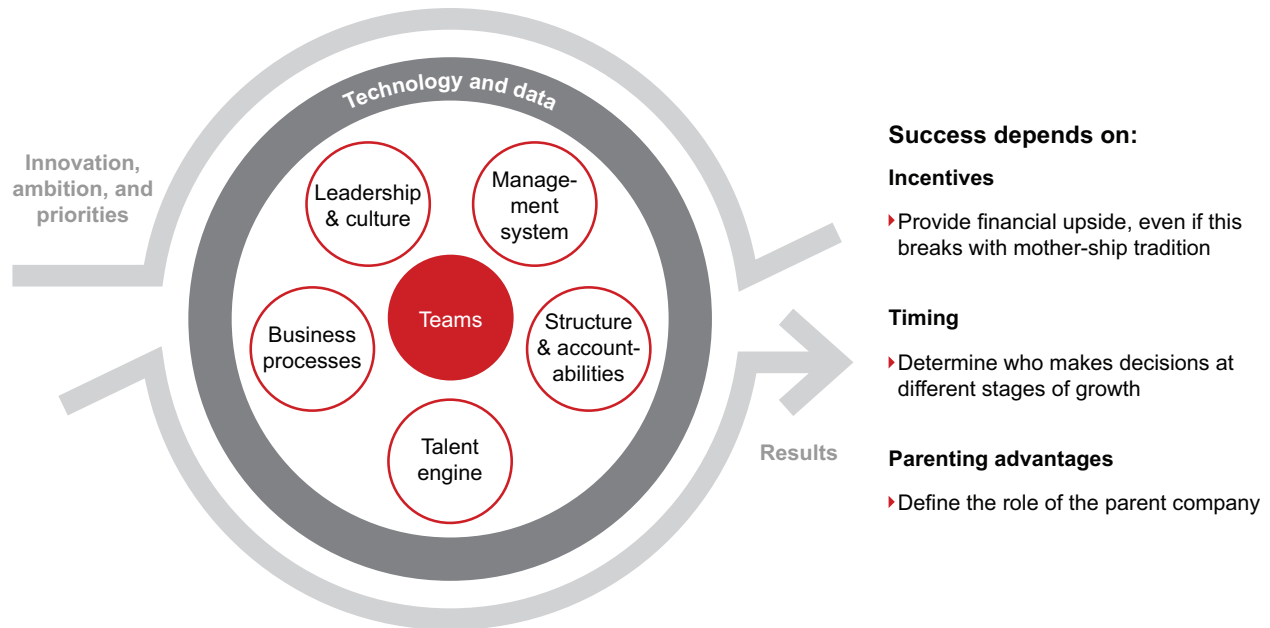 Technology and data
Innovation,
ambition, and
priorities
Leadership
& culture
Manage-
ment
system
Teams
Business
processes
Structure
& account-
abilities
Talent
engine
Results
Success depends on:
Incentives
Provide financial upside, even if this
breaks with mother-ship tradition
Timing
Determine who makes decisions at
different stages of growth
Parenting advantages
Define the role of the parent company